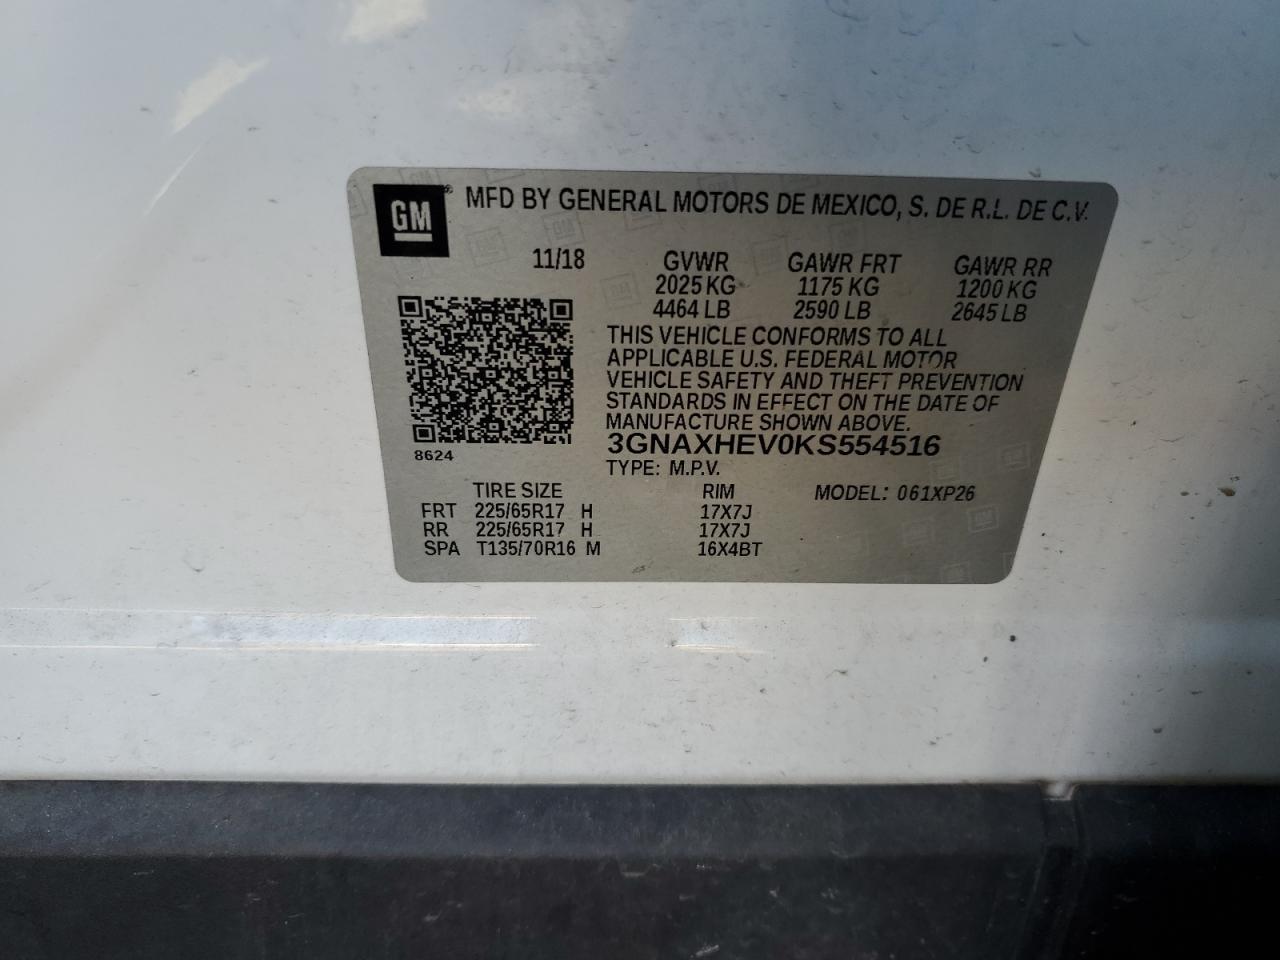 GM® MFD BY GENERAL MOTORS DE MEXICO, S. DE R.L. DE C.V.
11/18 GVWR GAWR FRT GAWR RR
2025 KG 1175 KG 1200 KG
4464 LB 2590 LB 2645 LB
THIS VEHICLE CONFORMS TO ALL
APPLICABLE U.S. FEDERAL MOTOR
VEHICLE SAFETY AND THEFT PREVENTION
STANDARDS IN EFFECT ON THE DATE OF
MANUFACTURE SHOWN ABOVE.
3GNAXHEV0KS554516
8624
TYPE: M.P.V.
TIRE SIZE RIM MODEL: 061XP26
FRT 225/65R17 H 17X7J
RR 225/65R17 H 17X7J
SPA T135/70R16 M 16X4BT